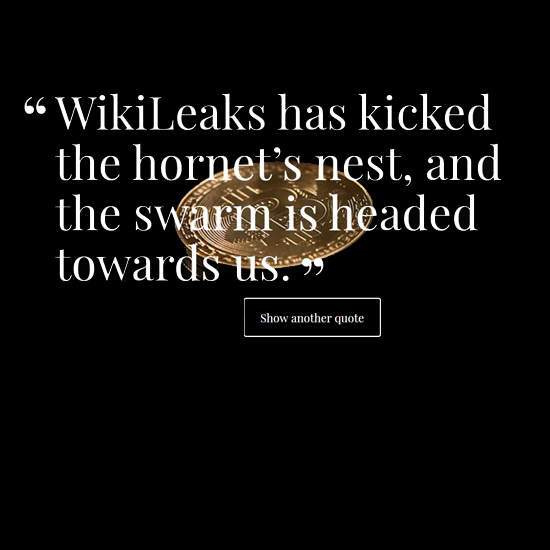 “ WikiLeaks has kicked
the hornet’s nest, and
the swarm is headed
towards us. ”
Show another quote